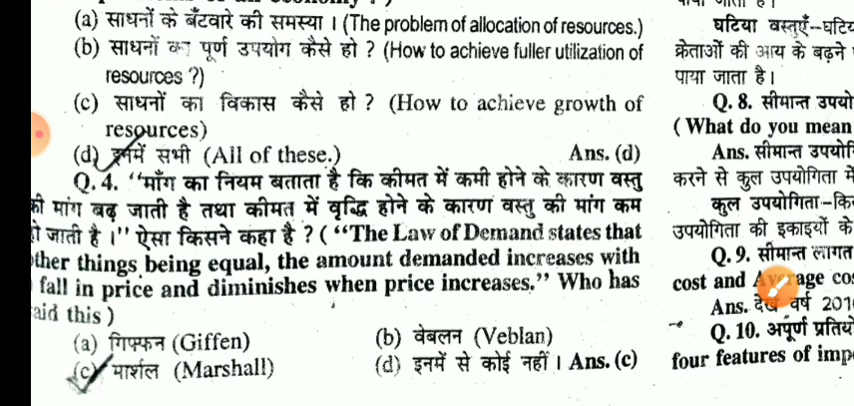 (a) साधनों के बँटवारे की समस्या । (The problem of allocation of resources.)
(b) साधनों का पूर्ण उपयोग कैसे हो ? (How to achieve fuller utilization of
resources ?)
(c) साधनों का विकास कैसे हो ? (How to achieve growth of
resources)
(d) इनमें सभी (All of these.) Ans. (d)
Q. 4. ‘‘माँग का नियम बताता है कि कीमत में कमी होने के कारण वस्तु
की मांग बढ़ जाती है तथा कीमत में वृद्धि होने के कारण वस्तु की मांग कम
हो जाती है ।’’ ऐसा किसने कहा है ? ( ‘‘The Law of Demand states that
other things being equal, the amount demanded increases with
fall in price and diminishes when price increases.’’ Who has
said this )
(a) गिफ्फन (Giffen) (b) वेबलन (Veblan)
(c) मार्शल (Marshall) (d) इनमें से कोई नहीं । Ans. (c)
घटिया वस्तुएँ–
क्रेताओं की आय के बढ़ने
पाया जाता है ।
Q. 8. सीमान्त
( What do you mean
Ans. सीमान्त
करने से कुल उपयोगिता में
कुल उपयोगिता–
उपयोगिता की इकाइयों के
Q. 9. सीमान्त लागत
cost and Average
Ans. देखें वर्ष
Q. 10. अपूर्ण
four features of